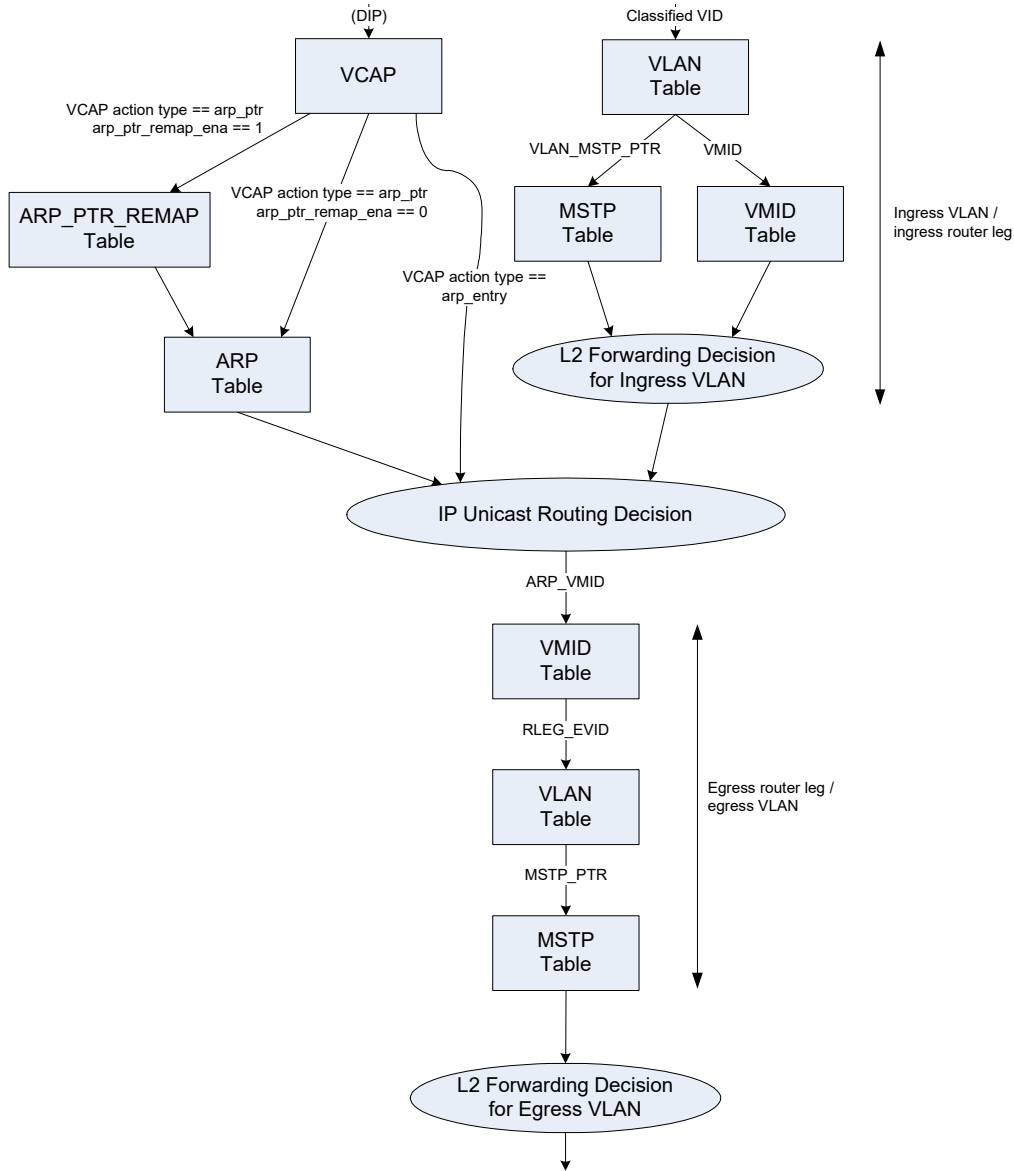 (DIP)
Classified VID
VCAP
VLAN
Table
VCAP action type == arp_ptr
arp_ptr_remap_ena == 1
VLAN_MSTP_PTR
VMID
VCAP action type == arp_ptr
arp_ptr_remap_ena == 0
ARP_PTR_REMAP
Table
MSTP
Table
VMID
Table
Ingress VLAN /
ingress router leg
VCAP action type ==
arp_entry
ARP
Table
L2 Forwarding Decision
for Ingress VLAN
IP Unicast Routing Decision
ARP_VMID
VMID
Table
RLEG_EVID
VLAN
Table
Egress router leg /
egress VLAN
MSTP_PTR
MSTP
Table
L2 Forwarding Decision
for Egress VLAN